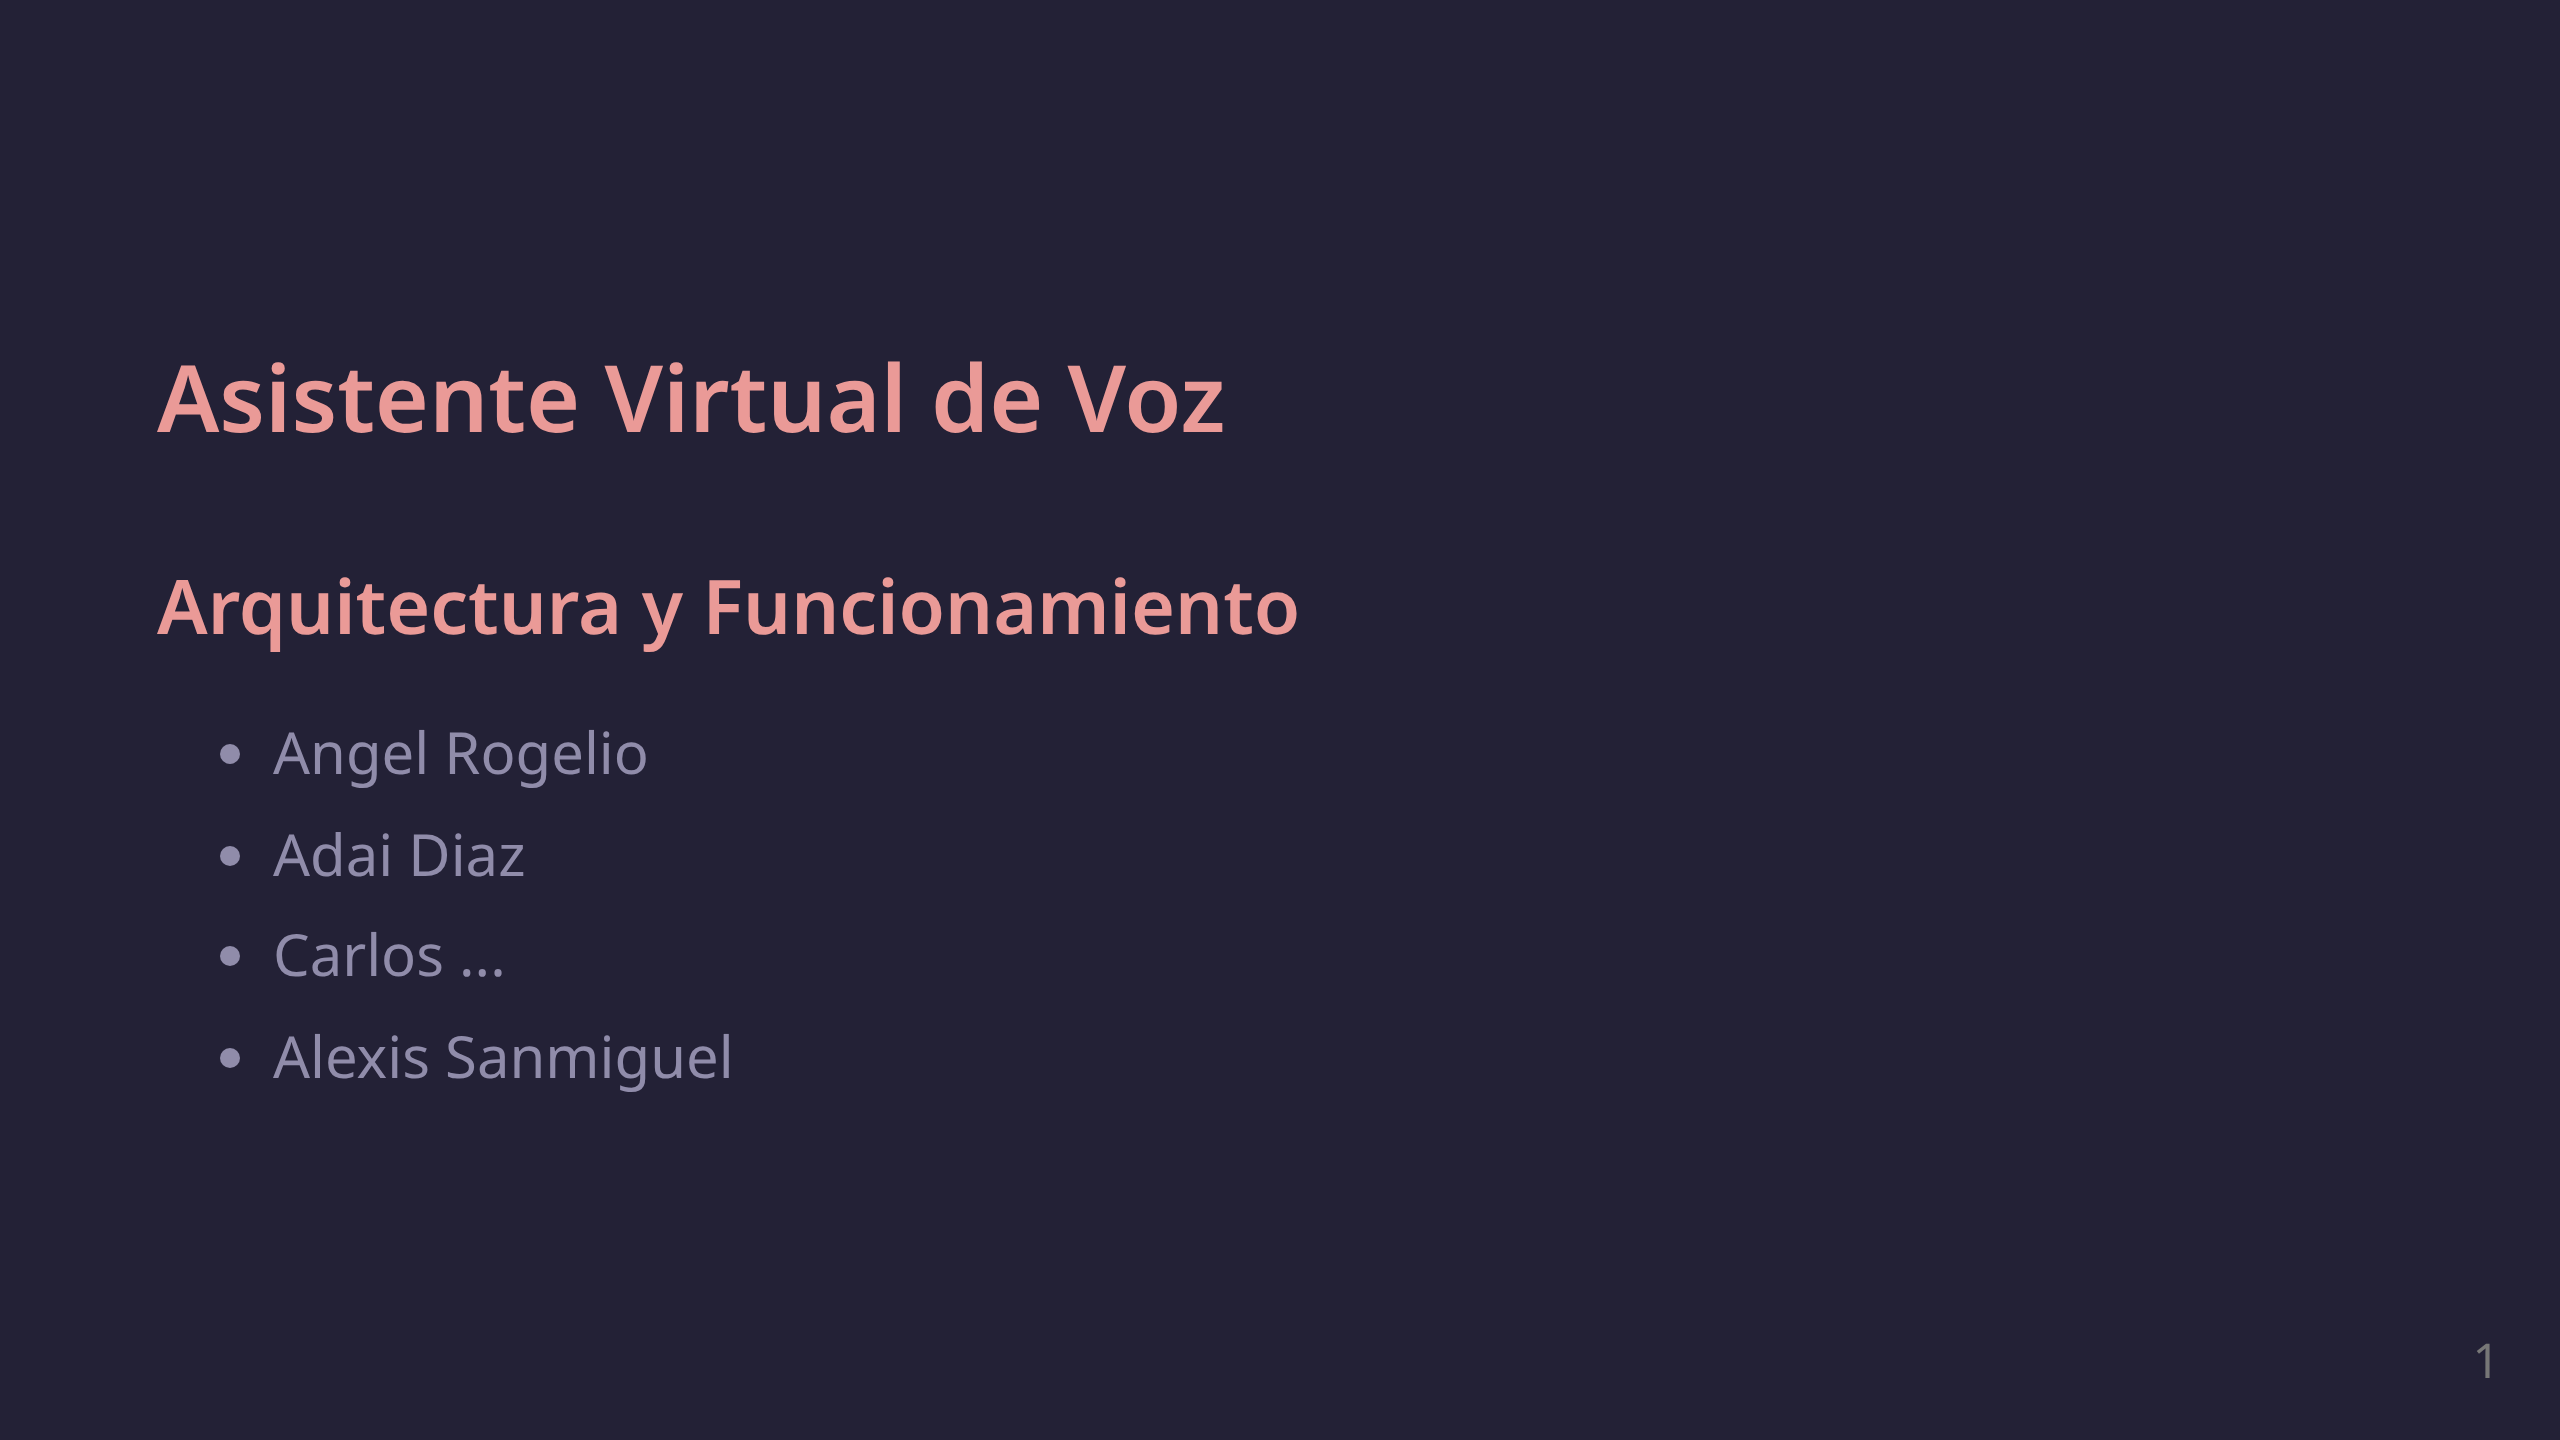 Asistente Virtual de Voz
Arquitectura y Funcionamiento
Angel Rogelio
Adai Diaz
Carlos ...
Alexis Sanmiguel
1